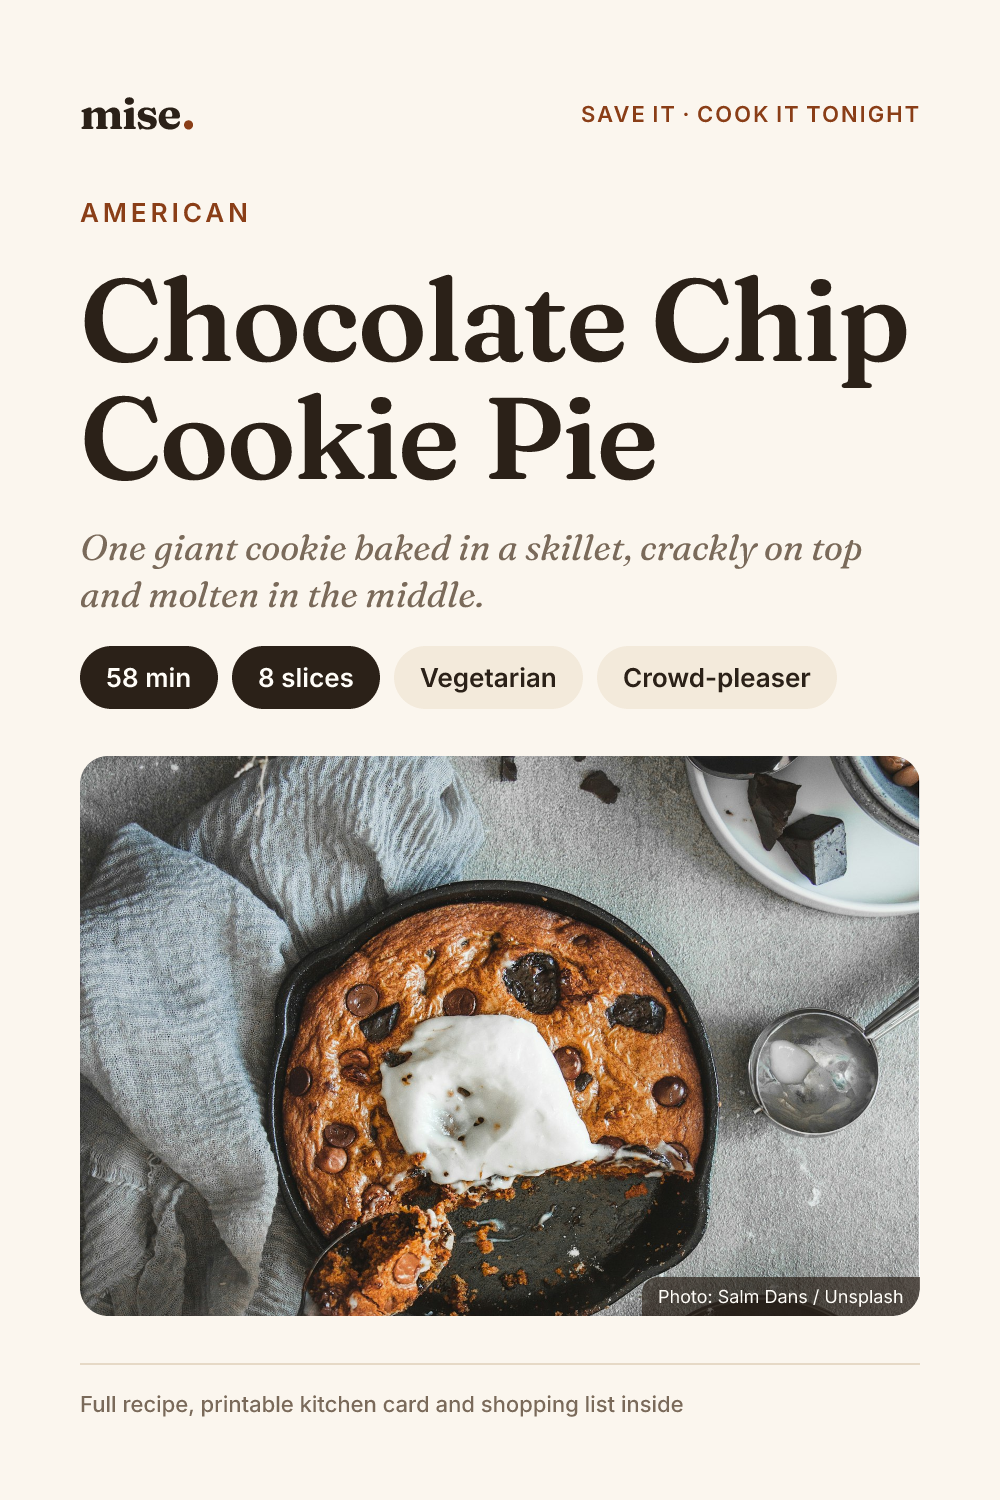 mise.
SAVE IT · COOK IT TONIGHT
AMERICAN
Chocolate Chip
Cookie Pie
One giant cookie baked in a skillet, crackly on top
and molten in the middle.
58 min
8 slices
Vegetarian
Crowd-pleaser
Photo: Salm Dans / Unsplash
Full recipe, printable kitchen card and shopping list inside